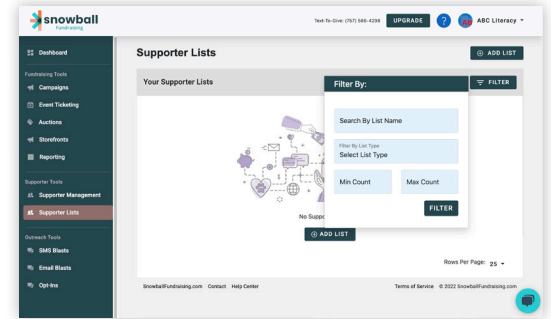 snowball
Fundraising
Text-To-Give: (757) 506-4298
UPGRADE
?
ABC Literacy
Dashboard
Fundraising Tools
Campaigns
Event Ticketing
Auctions
Storefronts
Reporting
Supporter Tools
Supporter Management
Supporter Lists
Outreach Tools
SMS Blasts
Email Blasts
Opt-Ins
Supporter Lists
ADD LIST
Your Supporter Lists
FILTER
Filter By:
Search By List Name
Filter By List Type
Select List Type
Min Count
Max Count
FILTER
No Suppo
ADD LIST
Rows Per Page: 25
SnowballFundraising.com Contact Help Center
Terms of Service © 2022 SnowballFundraising.com